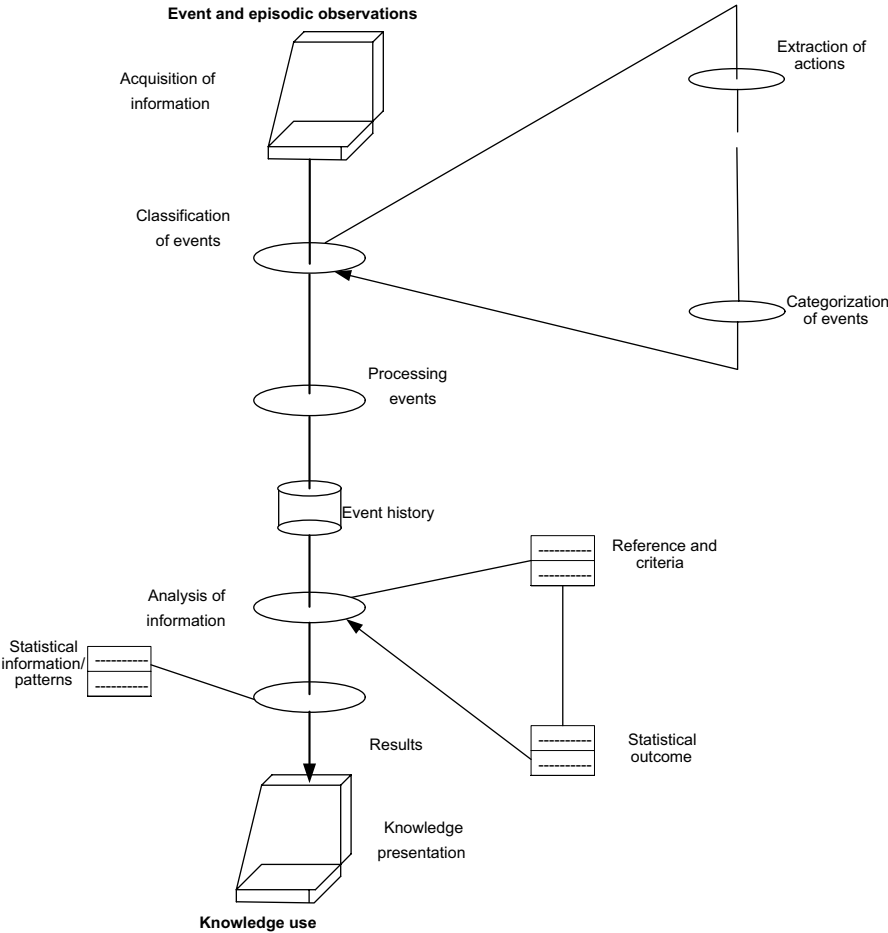 Event and episodic observations
Acquisition of
information
Extraction of
actions
Classification
of events
Categorization
of events
Processing
events
Event history
Reference and
criteria
Analysis of
information
Statistical
information/
patterns
Statistical
outcome
Results
Knowledge
presentation
Knowledge use